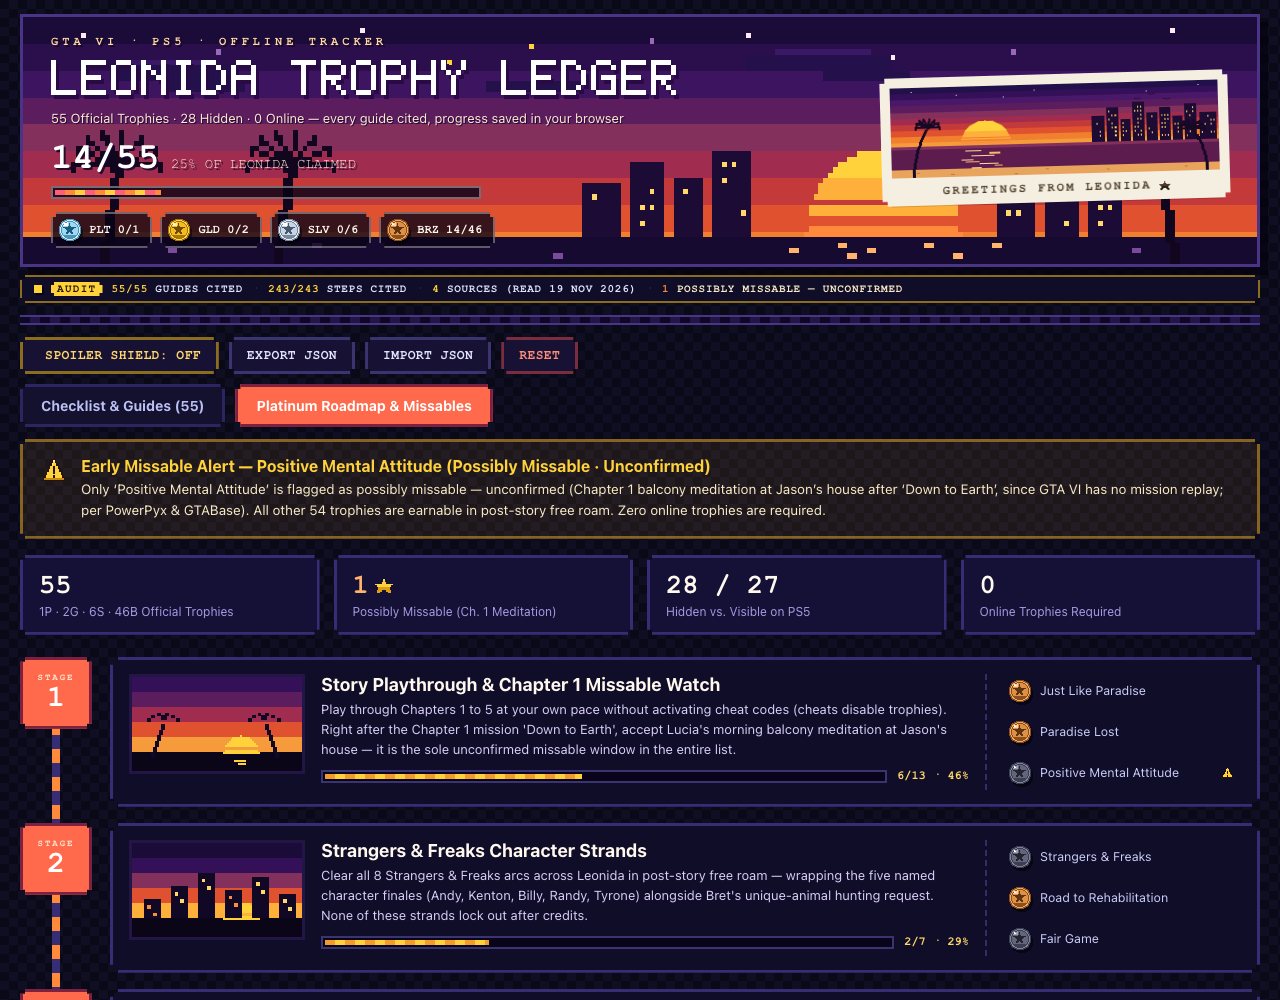 GTA VI · PS5 · OFFLINE TRACKER
LEONIDA TROPHY LEDGER
55 Official Trophies · 28 Hidden · 0 Online — every guide cited, progress saved in your browser
14/55 25% OF LEONIDA CLAIMED
PLT 0/1 GLD 0/2 SLV 0/6 BRZ 14/46
GREETINGS FROM LEONIDA ★
AUDIT 55/55 GUIDES CITED · 243/243 STEPS CITED · 4 SOURCES (READ 19 NOV 2026) · 1 POSSIBLY MISSABLE — UNCONFIRMED
SPOILER SHIELD: OFF EXPORT JSON IMPORT JSON RESET
Checklist & Guides (55) Platinum Roadmap & Missables
Early Missable Alert — Positive Mental Attitude (Possibly Missable · Unconfirmed)
Only ‘Positive Mental Attitude’ is flagged as possibly missable — unconfirmed (Chapter 1 balcony meditation at Jason’s house after ‘Down to Earth’, since GTA VI has no mission replay;
per PowerPyx & GTABase). All other 54 trophies are earnable in post-story free roam. Zero online trophies are required.
55
1P · 2G · 6S · 46B Official Trophies
1
Possibly Missable (Ch. 1 Meditation)
28 / 27
Hidden vs. Visible on PS5
0
Online Trophies Required
STAGE
1
Story Playthrough & Chapter 1 Missable Watch
Play through Chapters 1 to 5 at your own pace without activating cheat codes (cheats disable trophies).
Right after the Chapter 1 mission 'Down to Earth', accept Lucia's morning balcony meditation at Jason's
house — it is the sole unconfirmed missable window in the entire list.
6/13 · 46%
Just Like Paradise
Paradise Lost
Positive Mental Attitude
STAGE
2
Strangers & Freaks Character Strands
Clear all 8 Strangers & Freaks arcs across Leonida in post-story free roam — wrapping the five named
character finales (Andy, Kenton, Billy, Randy, Tyrone) alongside Bret's unique-animal hunting request.
None of these strands lock out after credits.
2/7 · 29%
Strangers & Freaks
Road to Rehabilitation
Fair Game